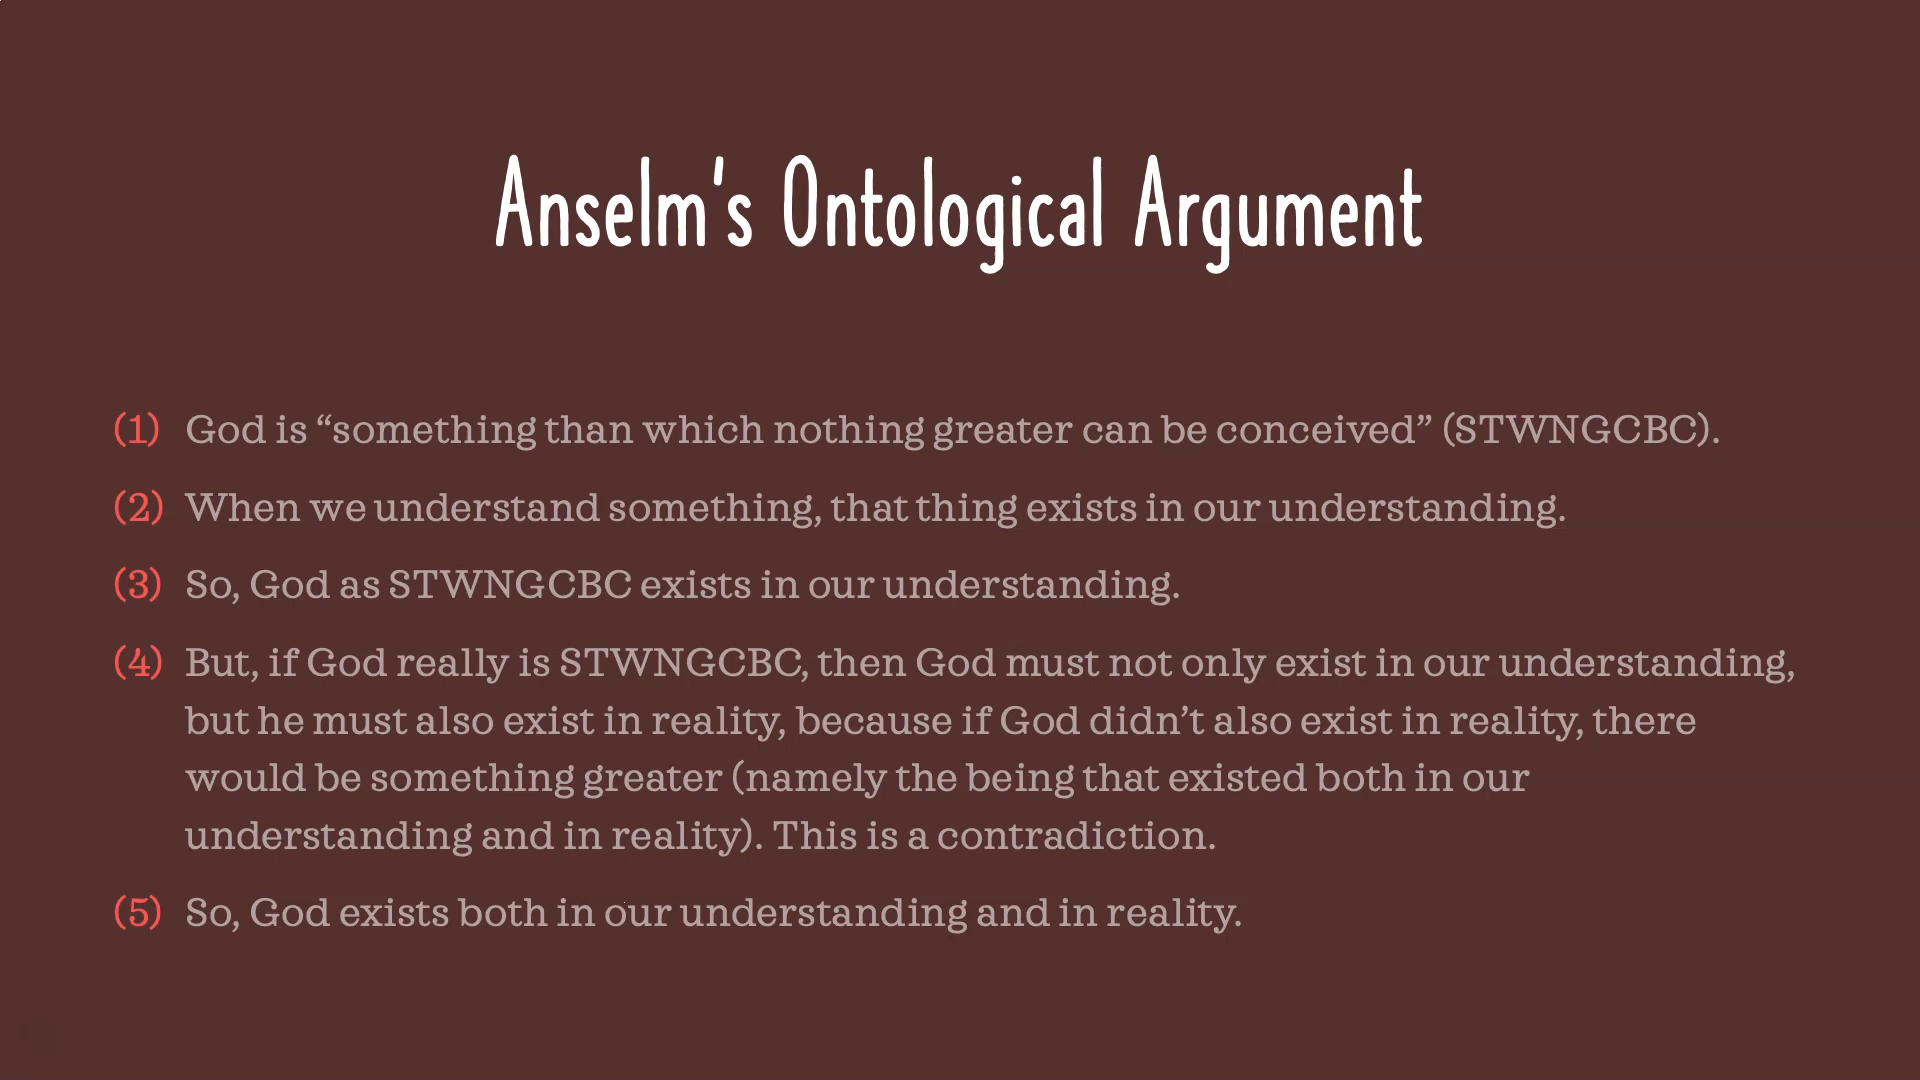 Anselm's Ontological Argument
(1) God is “something than which nothing greater can be conceived” (STWNGCBC).
(2) When we understand something, that thing exists in our understanding.
(3) So, God as STWNGCBC exists in our understanding.
(4) But, if God really is STWNGCBC, then God must not only exist in our understanding,
but he must also exist in reality, because if God didn’t also exist in reality, there
would be something greater (namely the being that existed both in our
understanding and in reality). This is a contradiction.
(5) So, God exists both in our understanding and in reality.